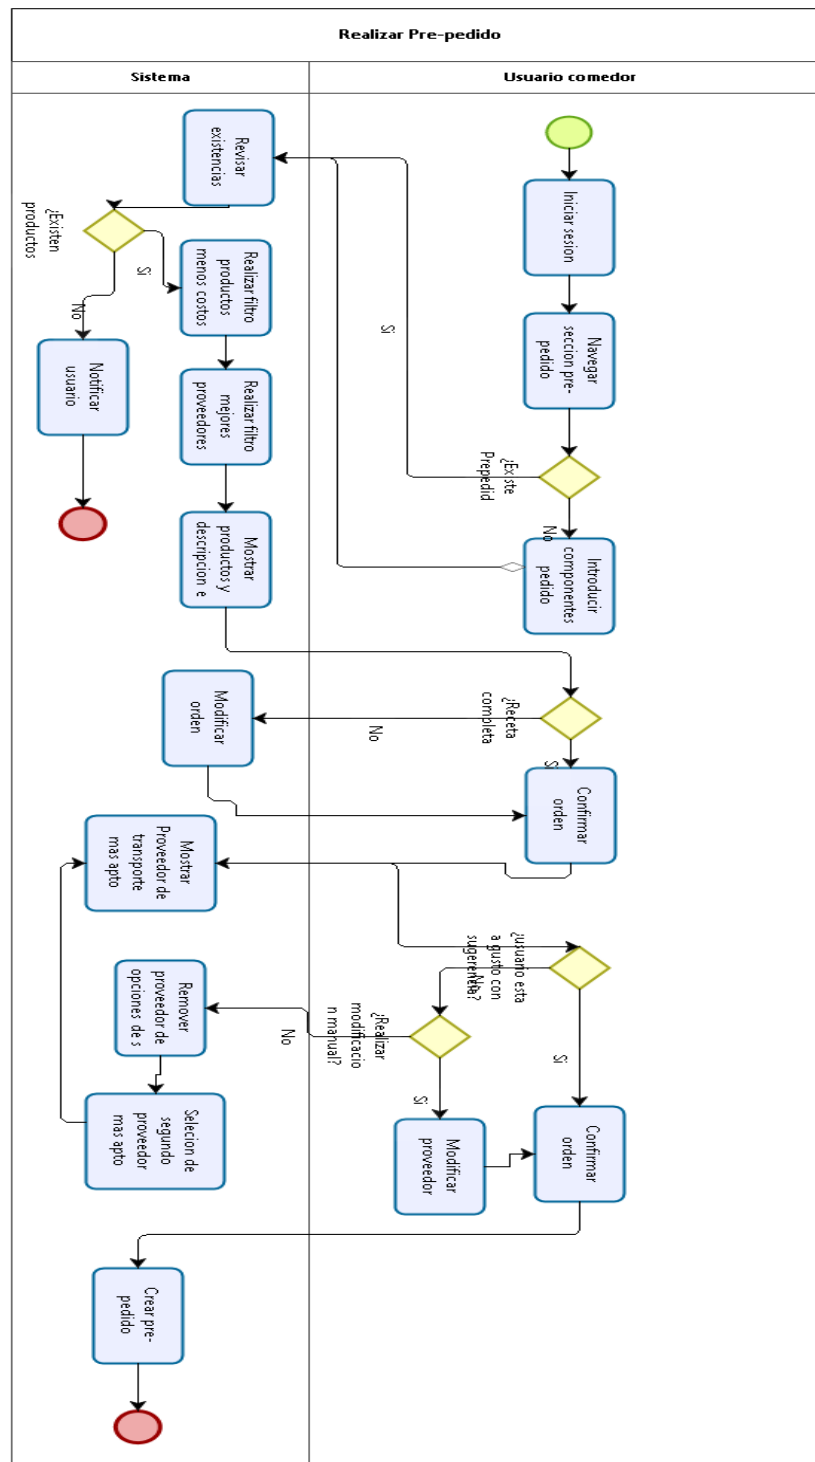 Realizar Pre-pedido
Sistema
Usuario comedor
Iniciar sesion
Navegar
seccion pre-
pedido
¿Existe
Prepedid
Si
No
Introducir
componentes
pedido
Revisar
existencias
¿Existen
productos
Si
No
Notificar
usuario
Realizar filtro
productos
menos costos
Realizar filtro
mejores
proveedores
Mostrar
productos y
descripcion e
¿Receta
completa
No
Si
Modificar
orden
Confirmar
orden
Mostrar
Proveedor de
transporte
mas apto
¿usuario esta
a gusto con
sugerencia?
No
Si
¿Realizar
modificacio
n manual?
No
Si
Remover
proveedor de
opciones de s
Selecion de
segundo
proveedor
mas apto
Modificar
proveedor
Confirmar
orden
Crear pre-
pedido